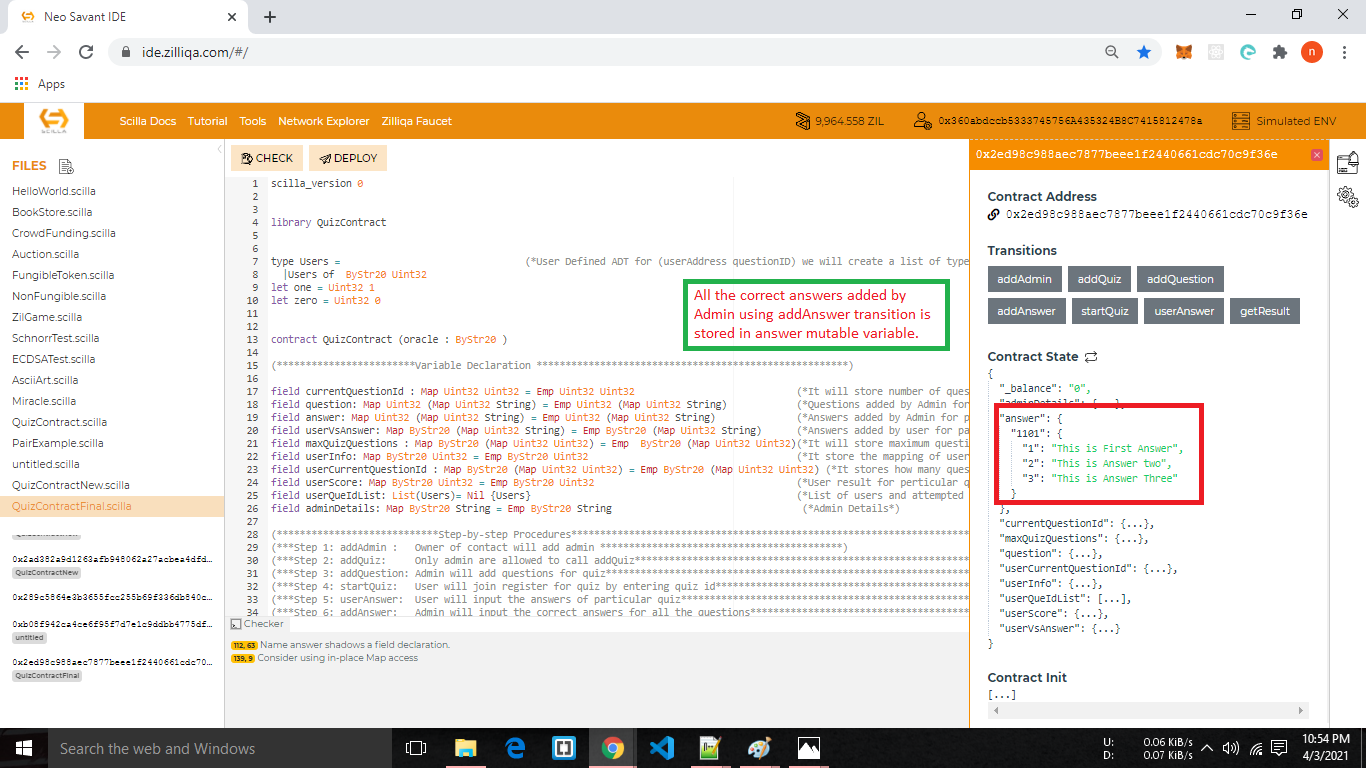 Neo Savant IDE
ide.zilliqa.com/#/
n
Apps
SCILLA
Scilla Docs
Tutorial
Tools
Network Explorer
Zilliqa Faucet
9,964.558 ZIL
Simulated ENV
FILES
HelloWorld.scilla
BookStore.scilla
CrowdFunding.scilla
Auction.scilla
FungibleToken.scilla
NonFungible.scilla
ZilGame.scilla
SchnorrTest.scilla
ECDSATest.scilla
AsciiArt.scilla
Miracle.scilla
QuizContract.scilla
PairExample.scilla
untitled.scilla
QuizContractNew.scilla
QuizContractFinal.scilla
QuizContractNew
0x2ad382a9d1263afb948062a27acbea4dfd...
QuizContractNew
0x289c5864e3b3655fcc255b69f336db840c...
0xb08f942ca4ce6f95f7d7e1c9ddbb4775df...
untitled
0x2ed98c988aec7877beee1f2440661cdc70...
QuizContractFinal
CHECK
DEPLOY
1 scilla_version 0
2
3
4 library QuizContract
5
6
7 type Users = (*User Defined ADT for (userAddress questionID) we will create a list of type
8 |Users of ByStr20 Uint32
9 let one = Uint32 1
10 let zero = Uint32 0
11
12
13 contract QuizContract (oracle : ByStr20 )
14
15 (************************Variable Declaration ******************************************************)
16
17 field currentQuestionId : Map Uint32 Uint32 = Emp Uint32 Uint32 (*It will store number of ques
18 field question: Map Uint32 (Map Uint32 String) = Emp Uint32 (Map Uint32 String) (*Questions added by Admin for
19 field answer: Map Uint32 (Map Uint32 String) = Emp Uint32 (Map Uint32 String) (*Answers added by Admin for p
20 field userVsAnswer: Map ByStr20 (Map Uint32 String) = Emp ByStr20 (Map Uint32 String) (*Answers added by user for pa
21 field maxQuizQuestions : Map ByStr20 (Map Uint32 Uint32) = Emp ByStr20 (Map Uint32 Uint32)(*It will store maximum questi
22 field userInfo: Map ByStr20 Uint32 = Emp ByStr20 Uint32 (*It store the mapping of user
23 field userCurrentQuestionId : Map ByStr20 (Map Uint32 Uint32) = Emp ByStr20 (Map Uint32 Uint32) (*It stores how many ques
24 field userScore: Map ByStr20 Uint32 = Emp ByStr20 Uint32 (*User result for perticular q
25 field userQueIdList: List(Users)= Nil {Users} (*List of users and attempted
26 field adminDetails: Map ByStr20 String = Emp ByStr20 String (*Admin Details*)
27
28 (****************************Step-by-step Procedures*********************************************
29 (***Step 1: addAdmin : Owner of contact will add admin ******************************************)
30 (***Step 2: addQuiz: Only admin are allowed to call addQuiz*************************************
31 (***Step 3: addQuestion: Admin will add questions for quiz**************************************
32 (***Step 4: startQuiz: User will join register for quiz by entering quiz id*********************
33 (***Step 5: userAnswer: User will input the answers of particular quiz**************************
34 (***Step 6: addAnswer: Admin will input the correct answers for all the questions***************
All the correct answers added by
Admin using addAnswer transition is
stored in answer mutable variable.
Checker
112, 63 Name answer shadows a field declaration.
139, 9 Consider using in-place Map access
0x2ed98c988aec7877beee1f2440661cdc70c9f36e
Contract Address
0x2ed98c988aec7877beee1f2440661cdc70c9f36e
Transitions
addAdmin
addQuiz
addQuestion
addAnswer
startQuiz
userAnswer
getResult
Contract State
{
"_balance": "0",
"adminDetails": {...},
"answer": {
"1101": {
"1": "This is First Answer",
"2": "This is Answer two",
"3": "This is Answer Three"
}
},
"currentQuestionId": {...},
"maxQuizQuestions": {...},
"question": {...},
"userCurrentQuestionId": {...},
"userInfo": {...},
"userQueIdList": [...],
"userScore": {...},
"userVsAnswer": {...}
}
Contract Init
[...]
Search the web and Windows
U: 0.06 KiB/s
D: 0.07 KiB/s
10:54 PM
4/3/2021